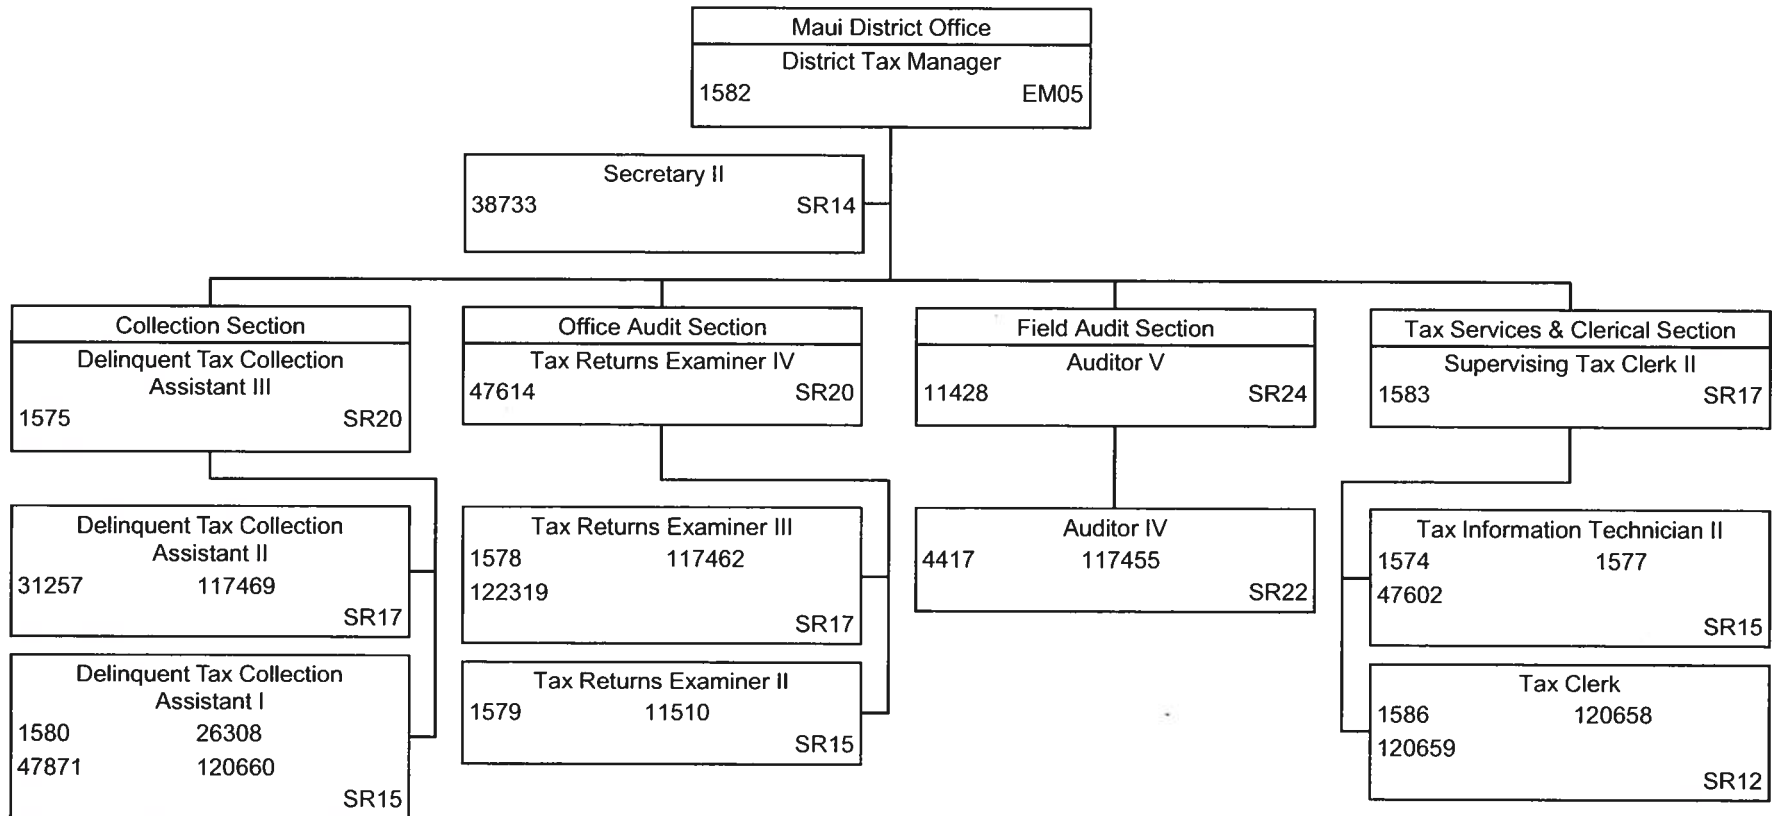 Maui District Office
District Tax Manager
1582 EM05
Secretary II
38733 SR14
Collection Section
Delinquent Tax Collection
Assistant III
1575 SR20
Office Audit Section
Tax Returns Examiner IV
47614 SR20
Field Audit Section
Auditor V
11428 SR24
Tax Services & Clerical Section
Supervising Tax Clerk II
1583 SR17
Delinquent Tax Collection
Assistant II
31257 117469
SR17
Delinquent Tax Collection
Assistant I
1580 26308
47871 120660
SR15
Tax Returns Examiner III
1578 117462
122319
SR17
Tax Returns Examiner II
1579 11510
SR15
Auditor IV
4417 117455
SR22
Tax Information Technician II
1574 1577
47602
SR15
Tax Clerk
1586 120658
120659
SR12